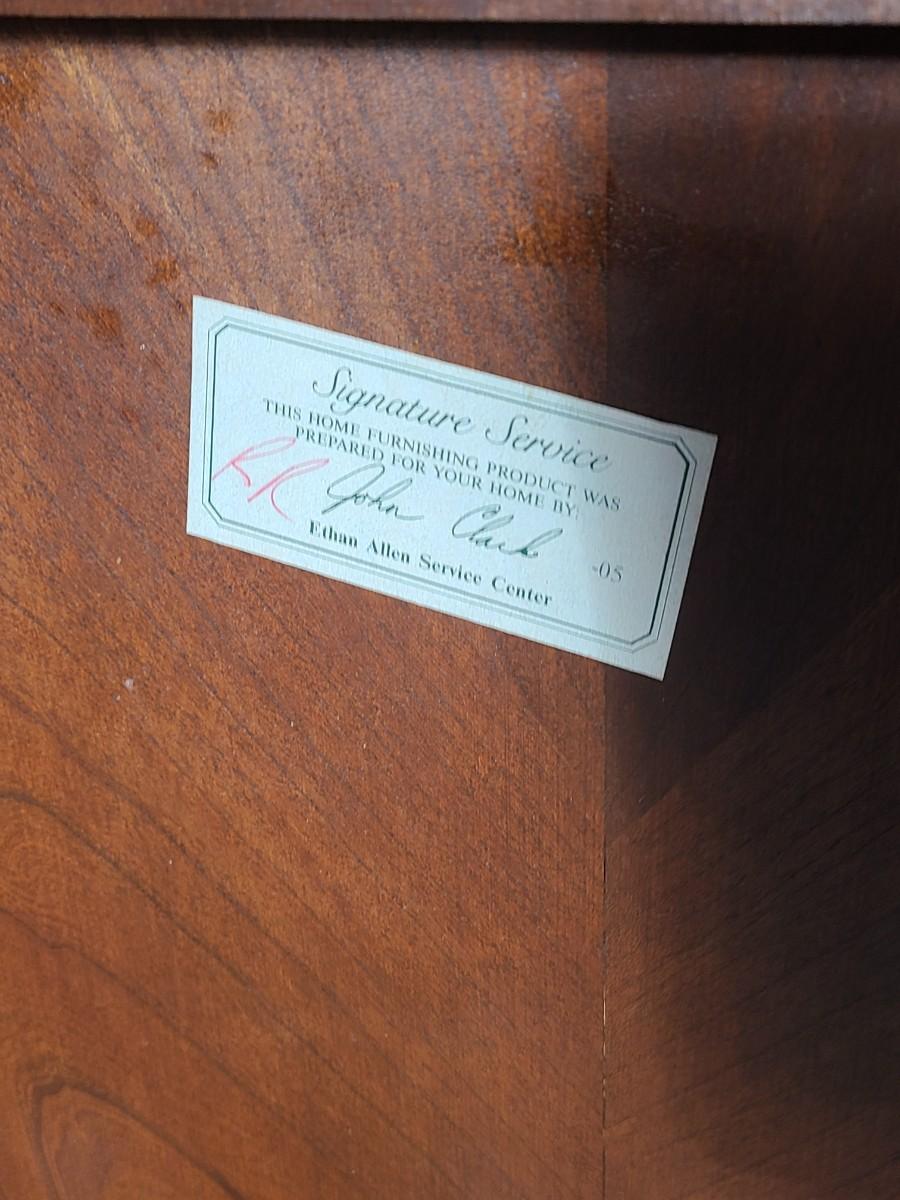 Signature Service
THIS HOME FURNISHING PRODUCT WAS
PREPARED FOR YOUR HOME BY:
RR John Clark
-05
Ethan Allen Service Center